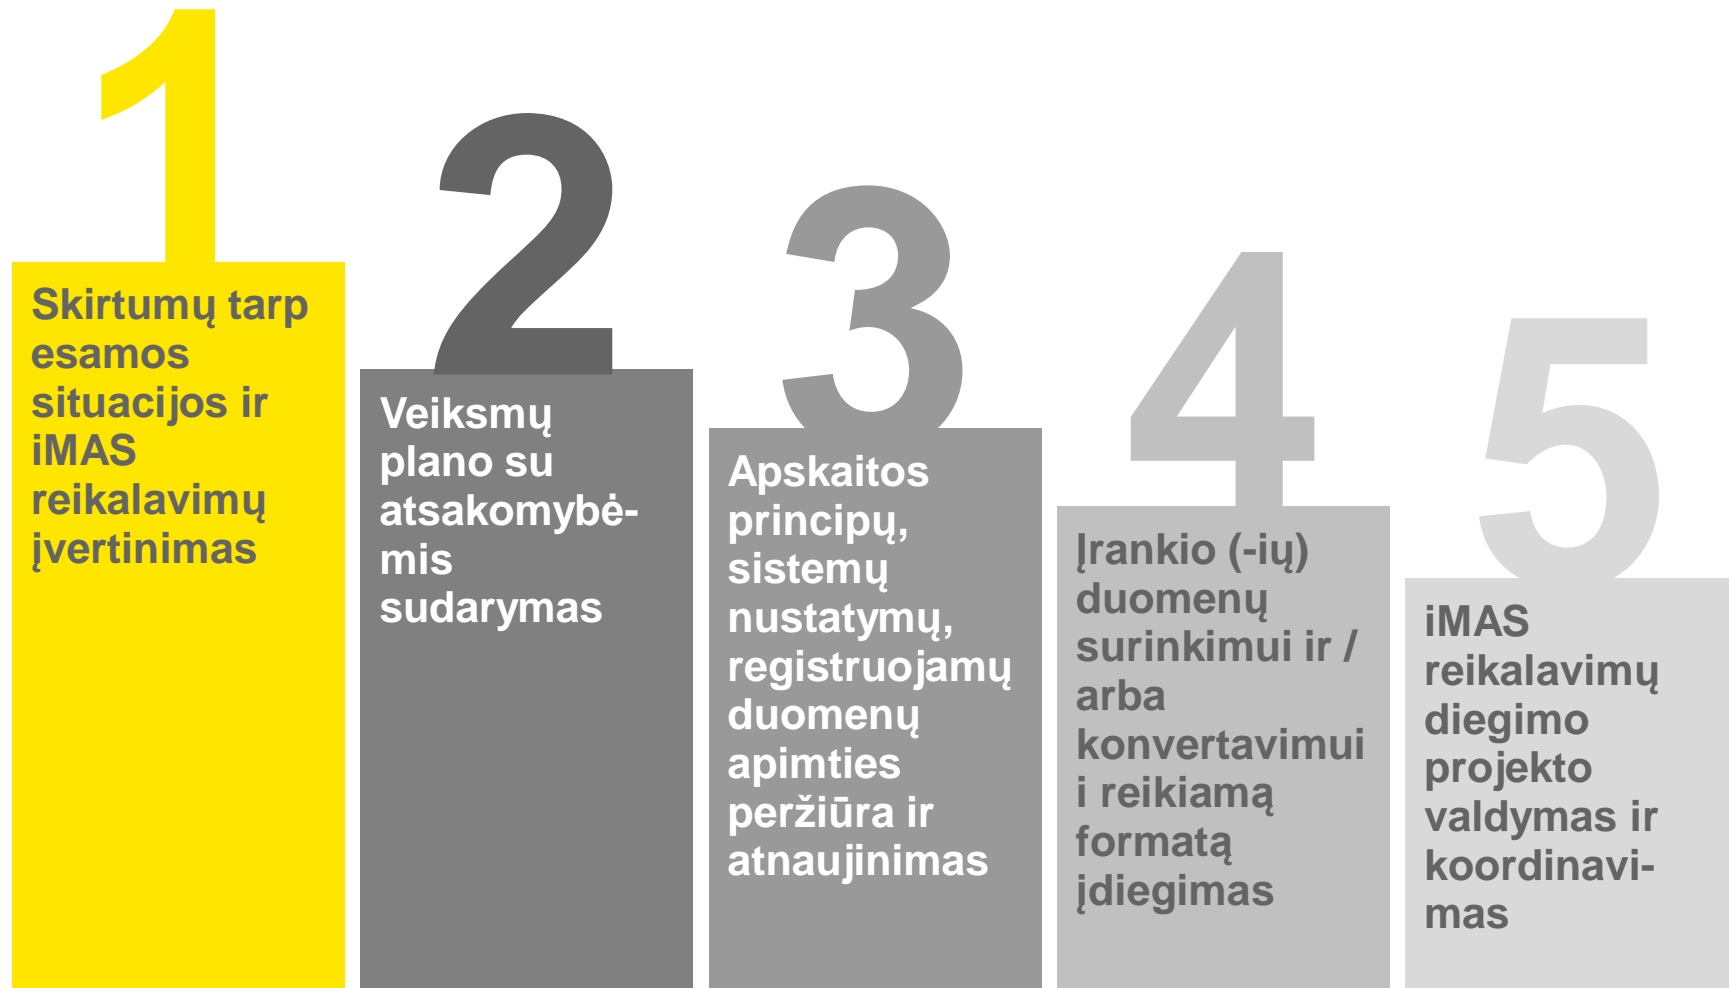 1
Skirtumų tarp
esamos
situacijos ir
iMAS
reikalavimų
įvertinimas
2
Veiksmų
plano su
atsakomybė-
mis
sudarymas
3
Apskaitos
principų,
sistemų
nustatymų,
registruojamų
duomenų
apimties
peržiūra ir
atnaujinimas
4
Įrankio (-ių)
duomenų
surinkimui ir /
arba
konvertavimui
i reikiamą
formatą
įdiegimas
5
iMAS
reikalavimų
diegimo
projekto
valdymas ir
koordinavi-
mas